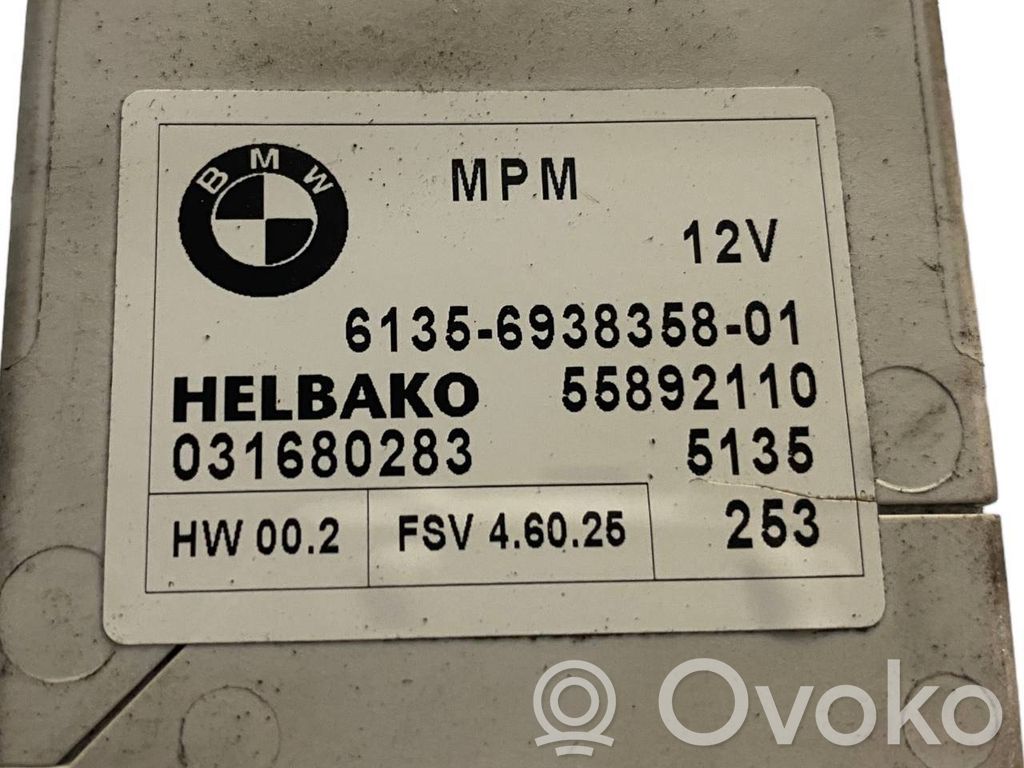 BMW
MPM
12V
6135-6938358-01
HELBAKO 55892110
031680283 5135
HW 00.2 FSV 4.60.25 253
Ovoko